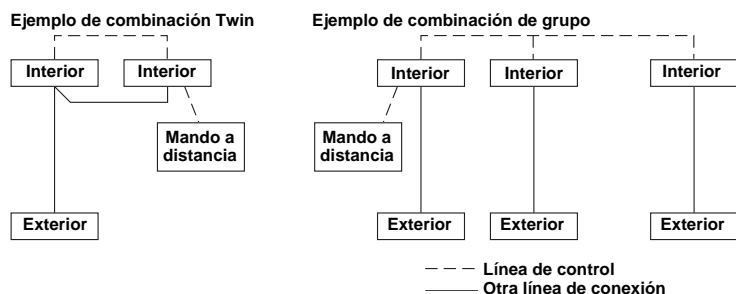 Ejemplo de combinación Twin
Interior
Interior
Mando a
distancia
Exterior
Ejemplo de combinación de grupo
Interior
Interior
Interior
Mando a
distancia
Exterior
Exterior
Exterior
Línea de control
Otra línea de conexión